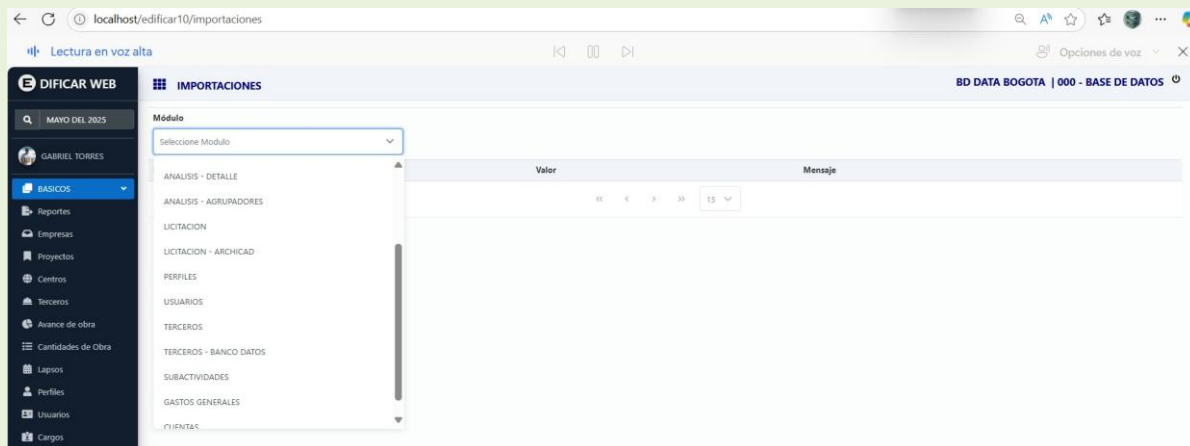 localhost/edificar10/importaciones
Lectura en voz alta
Opciones de voz
E DIFICAR WEB
IMPORTACIONES
BD DATA BOGOTA | 000 - BASE DE DATOS
MAYO DEL 2025
GABRIEL TORRES
BASICOS
Reportes
Empresas
Proyectos
Centros
Terceros
Avance de obra
Cantidades de Obra
Lapsos
Perfiles
Usuarios
Cargos
Módulo
Seleccione Modulo
Valor
Mensaje
15
ANALISIS - DETALLE
ANALISIS - AGRUPADORES
LICITACION
LICITACION - ARCHICAD
PERFILES
USUARIOS
TERCEROS
TERCEROS - BANCO DATOS
SUBACTIVIDADES
GASTOS GENERALES
CUENTAS